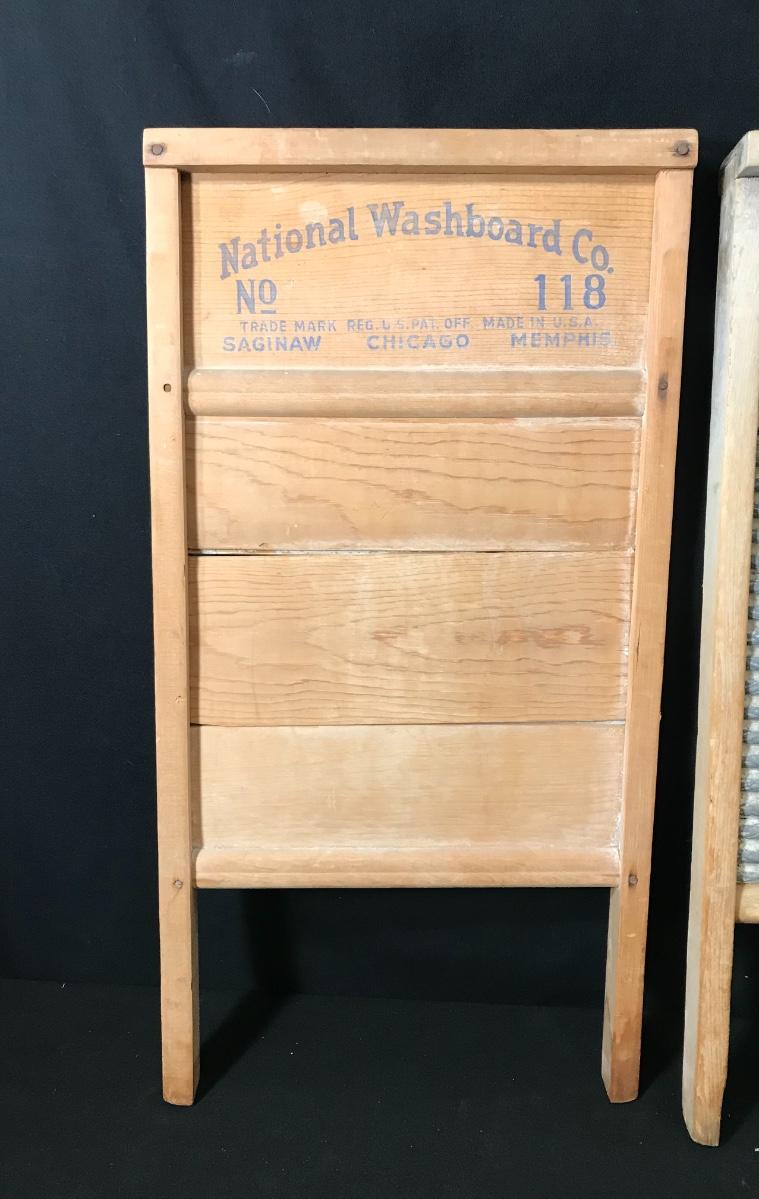 National Washboard Co.
No 118
TRADE MARK REG. U.S. PAT. OFF. MADE IN U.S.A.
SAGINAW CHICAGO MEMPHIS